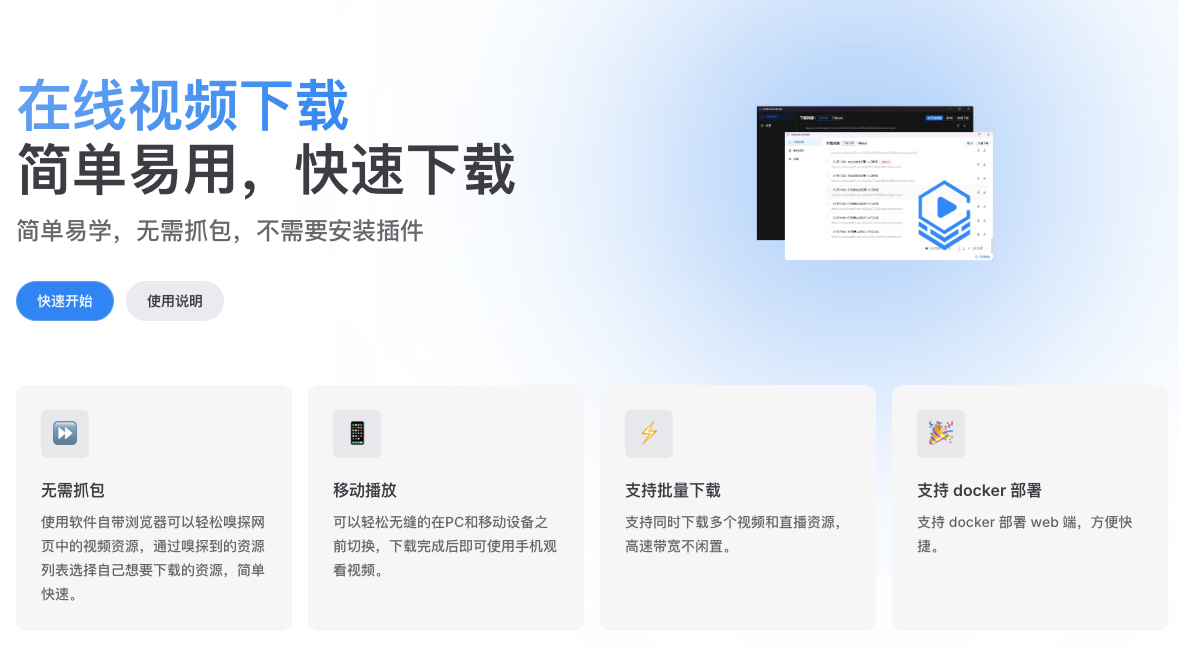 在线视频下载
简单易用，快速下载
简单易学，无需抓包，不需要安装插件
快速开始
使用说明
无需抓包
使用软件自带浏览器可以轻松嗅探网
页中的视频资源，通过嗅探到的资源
列表选择自己想要下载的资源，简单
快速。
移动播放
可以轻松无缝的在PC和移动设备之
前切换，下载完成后即可使用手机观
看视频。
支持批量下载
支持同时下载多个视频和直播资源，
高速带宽不闲置。
支持 docker 部署
支持 docker 部署 web 端，方便快
捷。